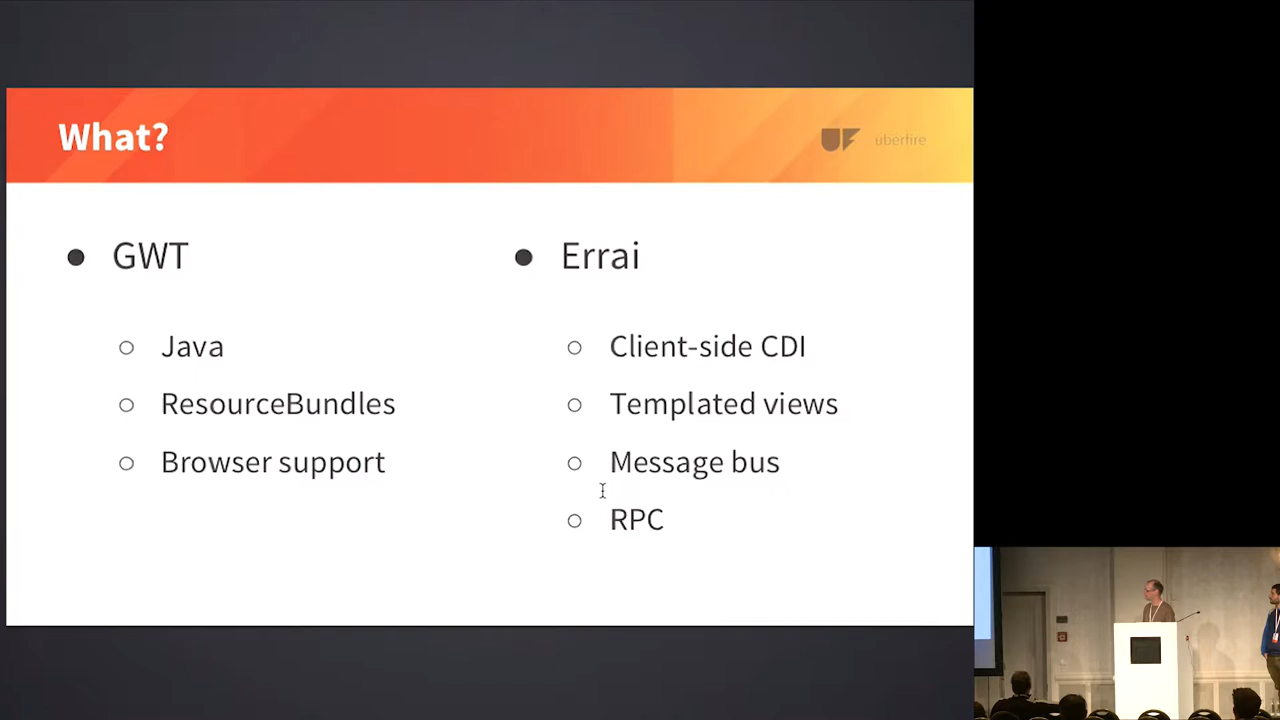 What?
uberfire
GWT
Java
ResourceBundles
Browser support
Errai
Client-side CDI
Templated views
Message bus
RPC